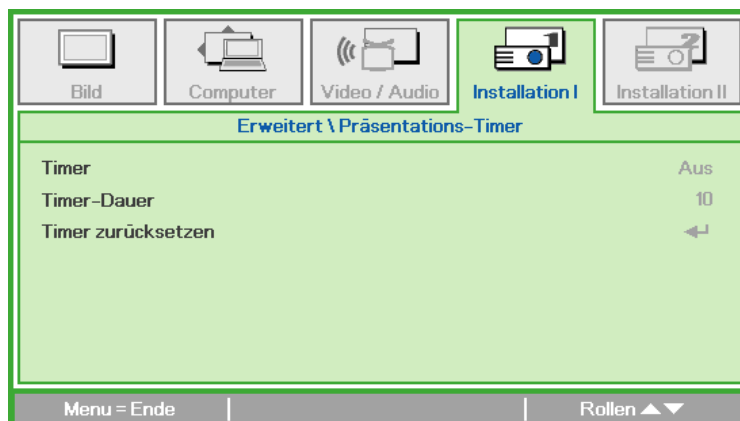 Bild
Computer
Video / Audio
Installation I
Installation II
Erweitert \ Präsentations-Timer
Timer Aus
Timer-Dauer 10
Timer zurücksetzen
Menu = Ende
Rollen ▲▼